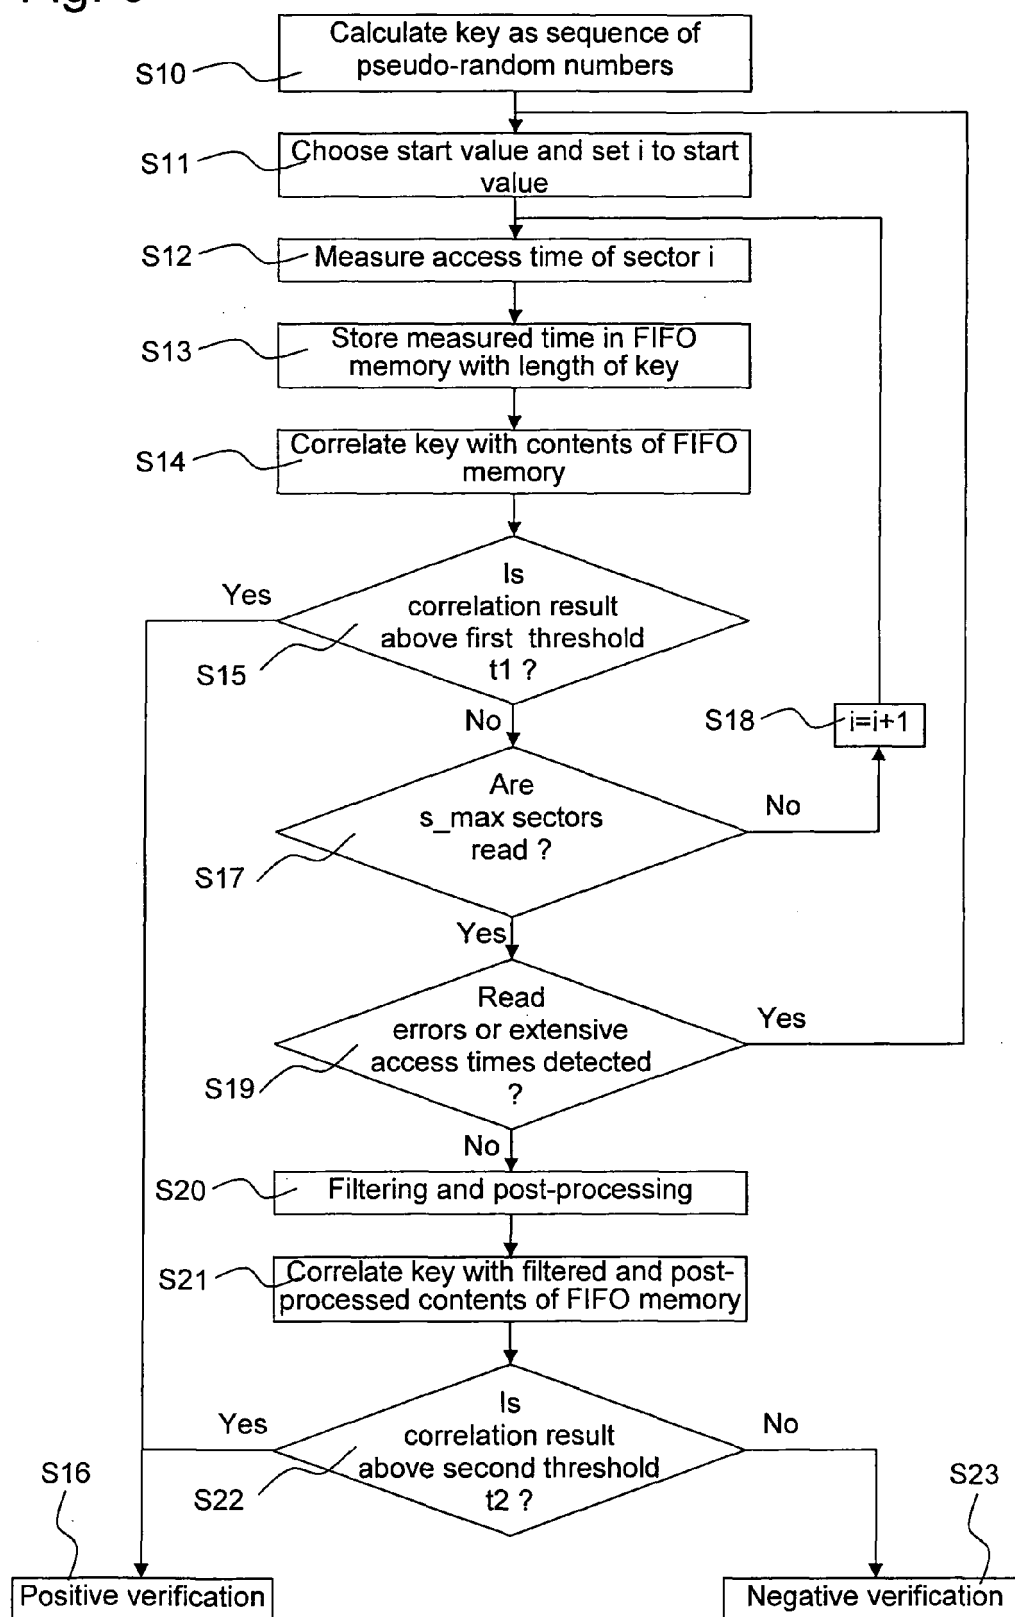 Calculate key as sequence of
pseudo-random numbers
S10
Choose start value and set i to start
value
S11
S12
Measure access time of sector i
S13
Store measured time in FIFO
memory with length of key
S14
Correlate key with contents of FIFO
memory
Yes
Is
correlation result
above first threshold
t1 ?
S15
No
S18
i=i+1
Are
s_max sectors
read ?
No
S17
Yes
Read
errors or extensive
access times detected
?
Yes
S19
No
S20
Filtering and post-processing
S21
Correlate key with filtered and post-
processed contents of FIFO memory
Yes
Is
correlation result
above second threshold
t2 ?
No
S22
S16
S23
Positive verification
Negative verification